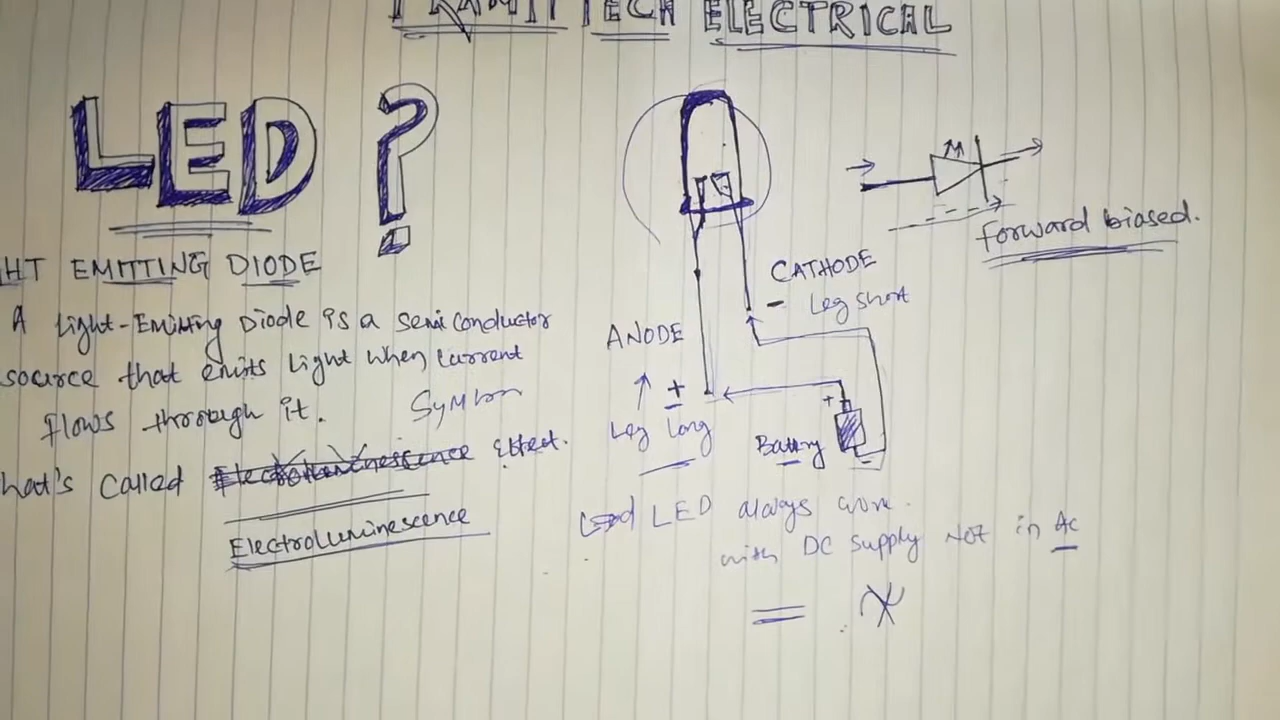 TECH ELECTRICAL
LED ?
HT EMITTING DIODE
A Light-Emitting Diode is a semiconductor
source that emits light when current
flows through it.
hat's called Effect.
Electroluminescence
CATHODE
- Leg short
ANODE
+
Leg Long
+
Battery
forward biased.
LED always work
with DC supply Not in AC